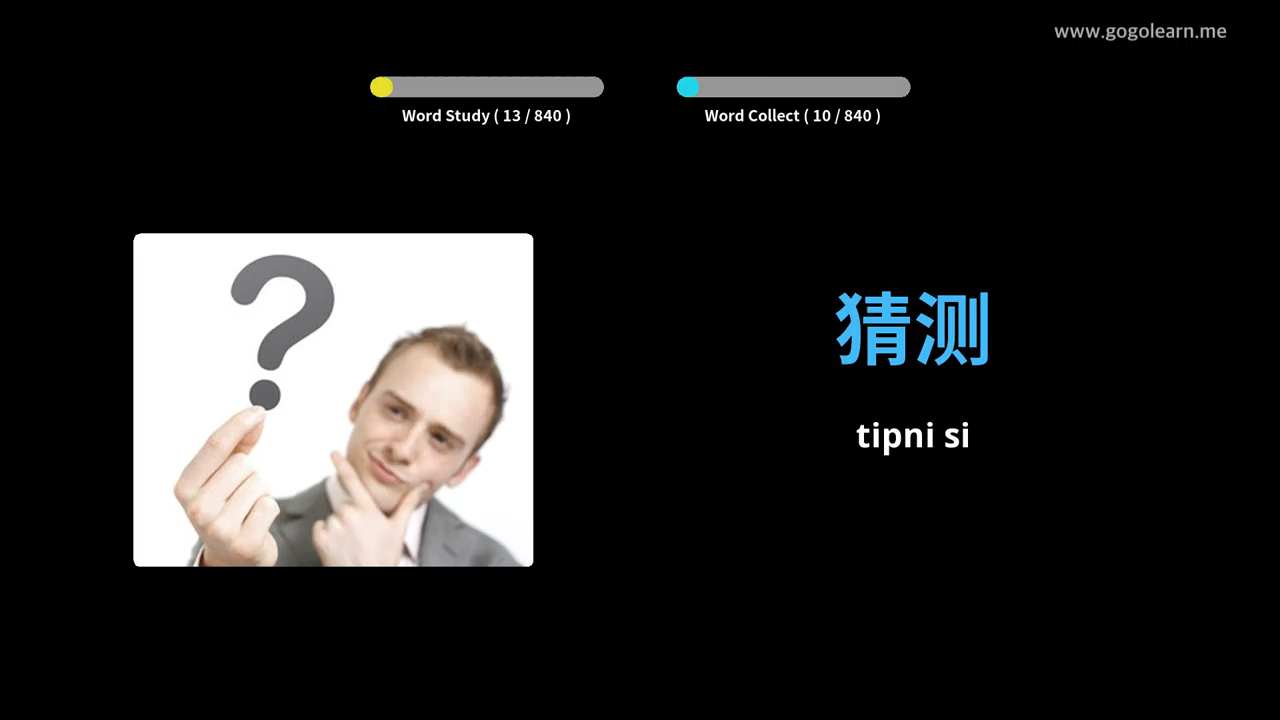 www.gogolearn.me
Word Study ( 13 / 840 )
Word Collect ( 10 / 840 )
猜测
tipni si